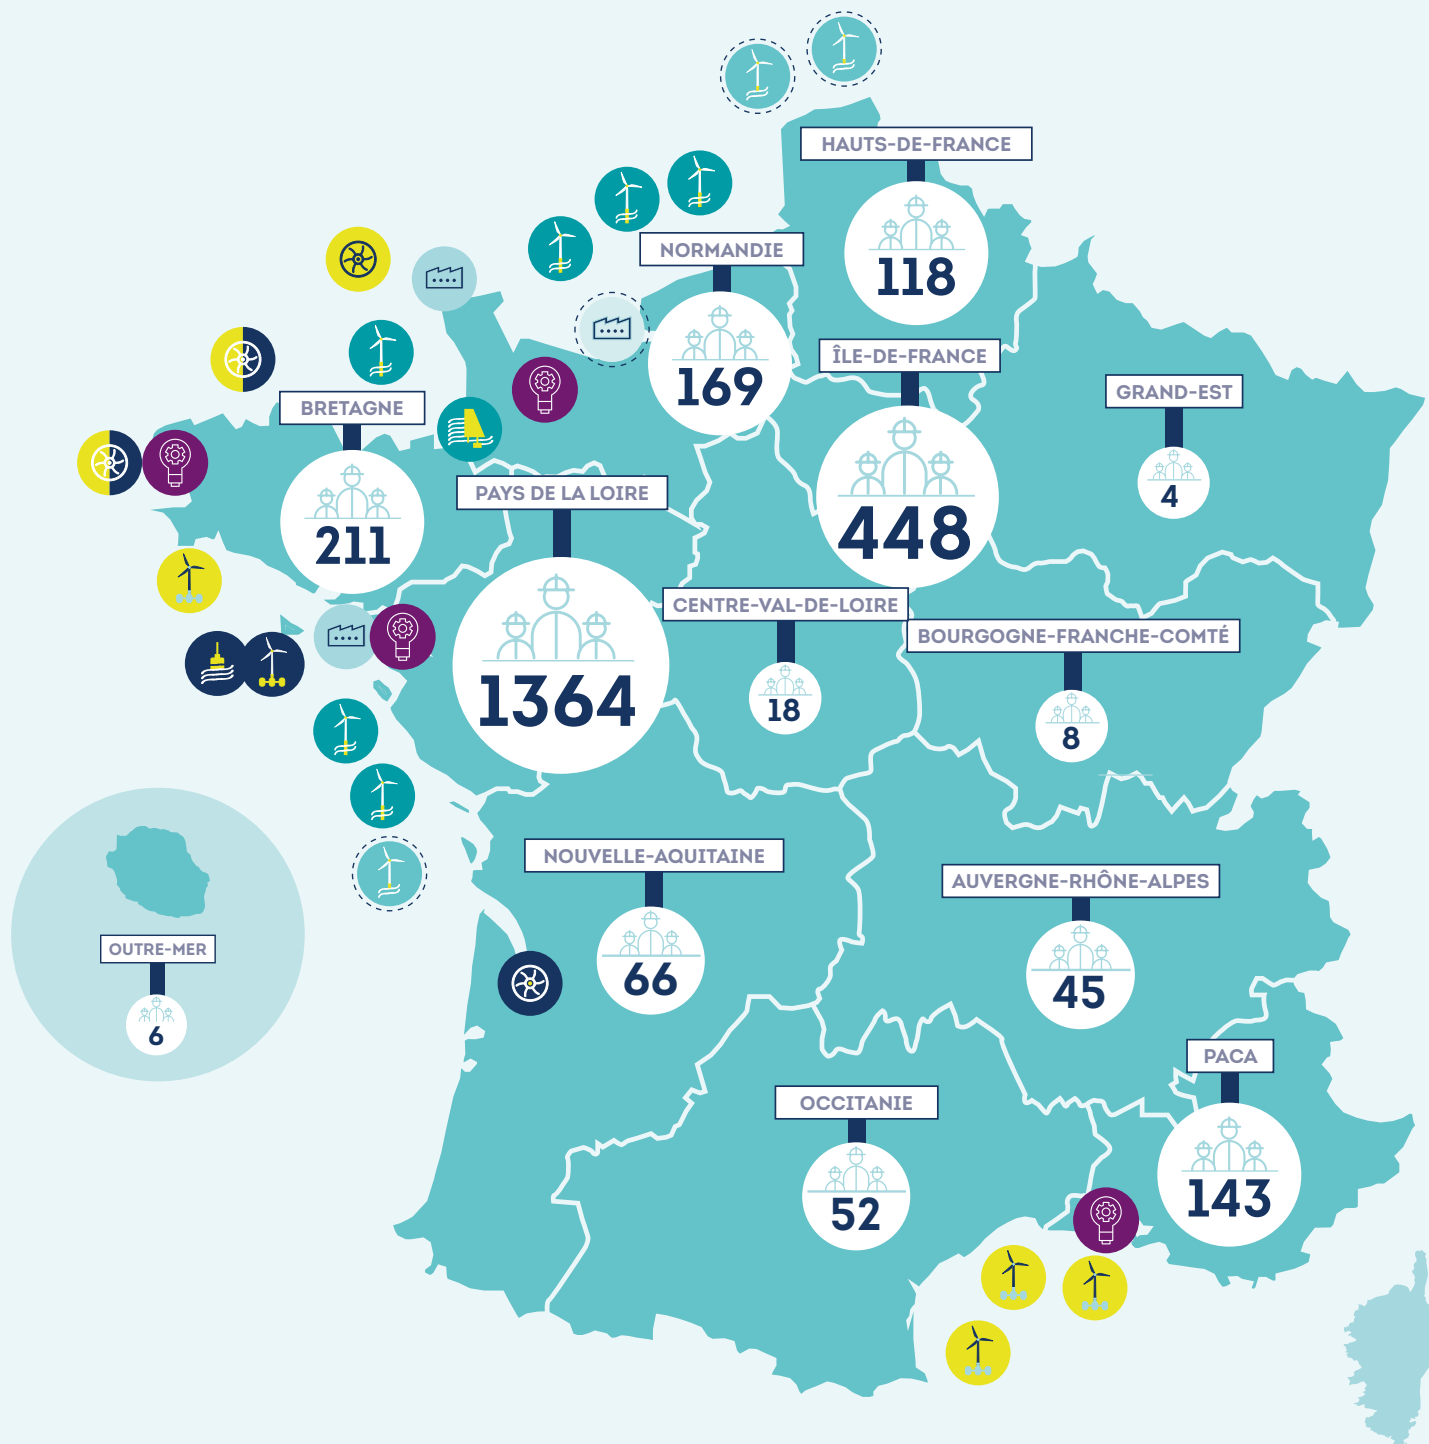 HAUTS-DE-FRANCE
118
NORMANDIE
169
ÎLE-DE-FRANCE
448
GRAND-EST
4
BRETAGNE
211
PAYS DE LA LOIRE
1364
CENTRE-VAL-DE-LOIRE
18
BOURGOGNE-FRANCHE-COMTÉ
8
NOUVELLE-AQUITAINE
66
AUVERGNE-RHÔNE-ALPES
45
OUTRE-MER
6
PACA
143
OCCITANIE
52